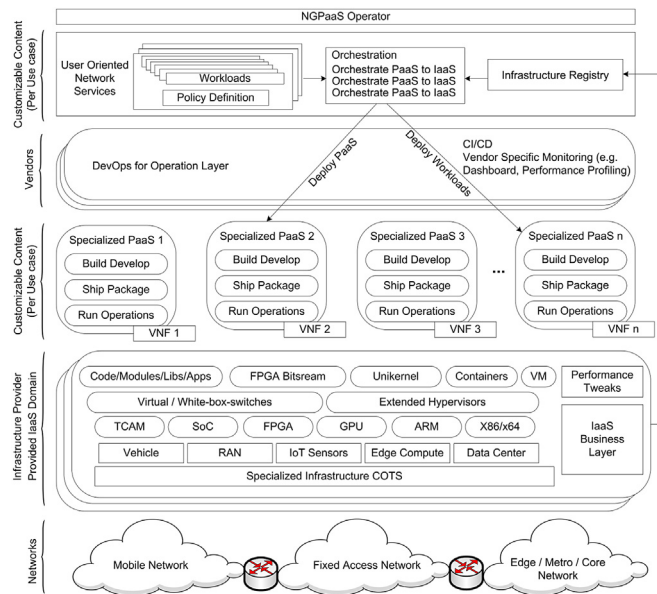 NGPaaS Operator
Customizable Content
(Per Use case)
User Oriented
Network
Services
Workloads
Policy Definition
Orchestration
Orchestrate PaaS to IaaS
Orchestrate PaaS to IaaS
Orchestrate PaaS to IaaS
Infrastructure Registry
Vendors
DevOps for Operation Layer
Deploy PaaS
Deploy Workloads
CI/CD
Vendor Specific Monitoring (e.g.
Dashboard, Performance Profiling)
Customizable Content
(Per Use case)
Specialized PaaS 1
Build Develop
Ship Package
Run Operations
VNF 1
Specialized PaaS 2
Build Develop
Ship Package
Run Operations
VNF 2
Specialized PaaS 3
Build Develop
Ship Package
Run Operations
VNF 3
...
Specialized PaaS n
Build Develop
Ship Package
Run Operations
VNF n
Infrastructure Provider
Provided IaaS Domain
Code/Modules/Libs/Apps
FPGA Bitsream
Unikernel
Containers
VM
Performance
Tweaks
Virtual / White-box-switches
Extended Hypervisors
TCAM
SoC
FPGA
GPU
ARM
X86/x64
IaaS
Business
Layer
Vehicle
RAN
IoT Sensors
Edge Compute
Data Center
Specialized Infrastructure COTS
Networks
Mobile Network
Fixed Access Network
Edge / Metro / Core
Network